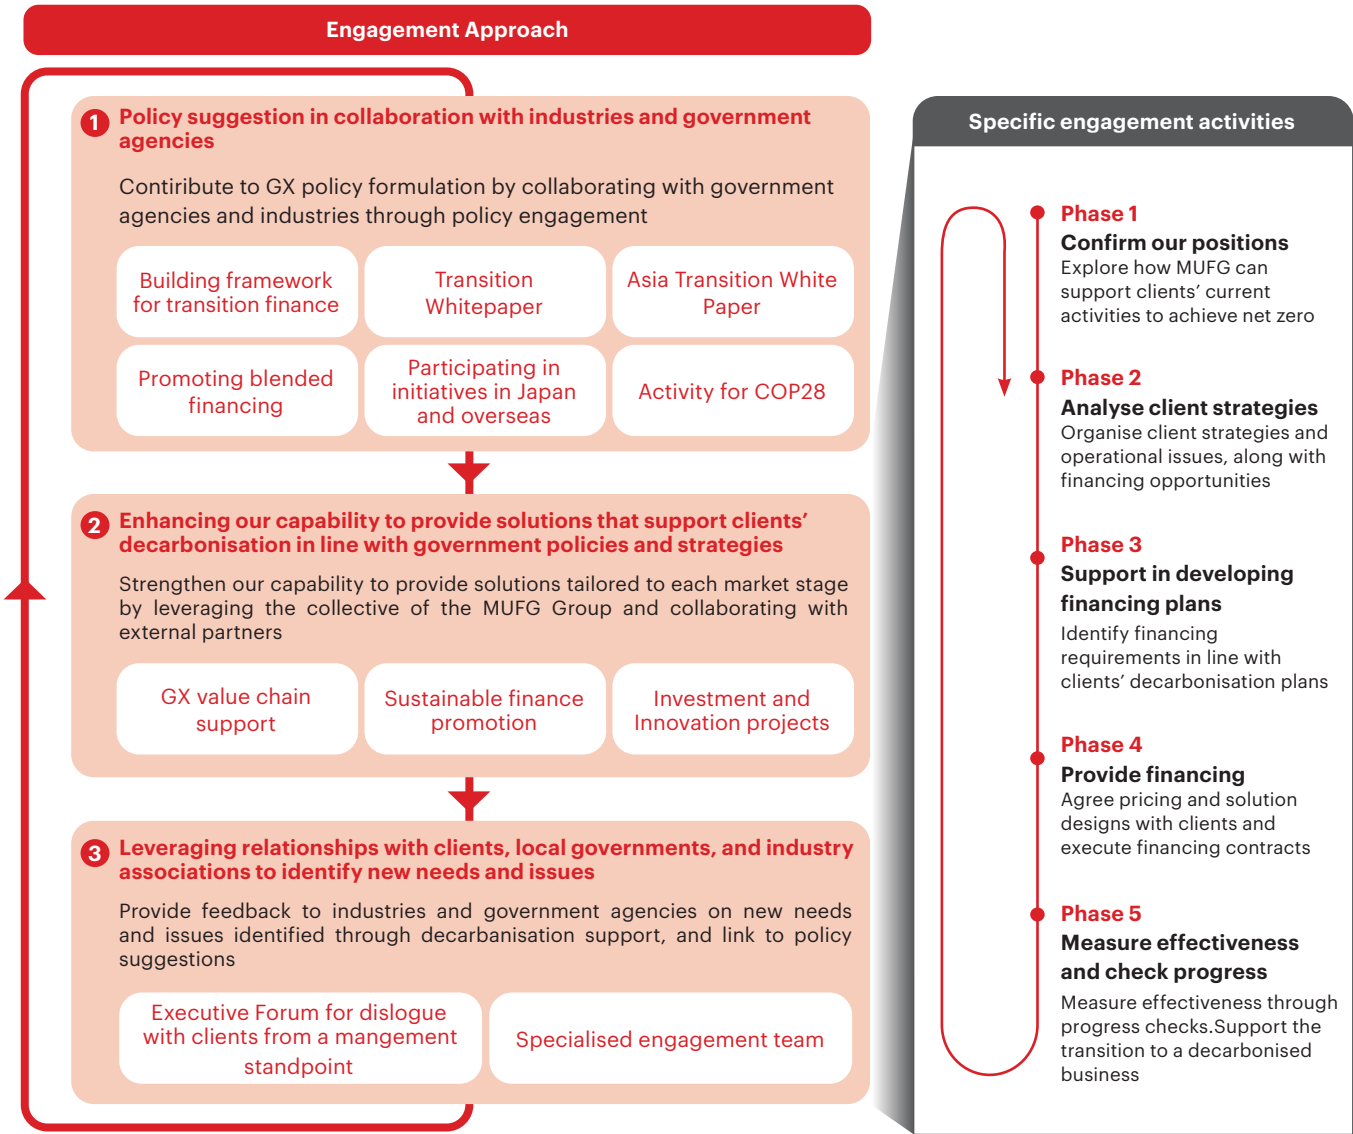 Engagement Approach
1
Policy suggestion in collaboration with industries and government
agencies
Contiribute to GX policy formulation by collaborating with government
agencies and industries through policy engagement
Building framework
for transition finance
Transition
Whitepaper
Asia Transition White
Paper
Promoting blended
financing
Participating in
initiatives in Japan
and overseas
Activity for COP28
2
Enhancing our capability to provide solutions that support clients’
decarbonisation in line with government policies and strategies
Strengthen our capability to provide solutions tailored to each market stage
by leveraging the collective of the MUFG Group and collaborating with
external partners
GX value chain
support
Sustainable finance
promotion
Investment and
Innovation projects
3
Leveraging relationships with clients, local governments, and industry
associations to identify new needs and issues
Provide feedback to industries and government agencies on new needs
and issues identified through decarbanisation support, and link to policy
suggestions
Executive Forum for dislogue
with clients from a mangement
standpoint
Specialised engagement team
Specific engagement activities
Phase 1
Confirm our positions
Explore how MUFG can
support clients’ current
activities to achieve net zero
Phase 2
Analyse client strategies
Organise client strategies and
operational issues, along with
financing opportunities
Phase 3
Support in developing
financing plans
Identify financing
requirements in line with
clients’ decarbonisation plans
Phase 4
Provide financing
Agree pricing and solution
designs with clients and
execute financing contracts
Phase 5
Measure effectiveness
and check progress
Measure effectiveness through
progress checks.Support the
transition to a decarbonised
business